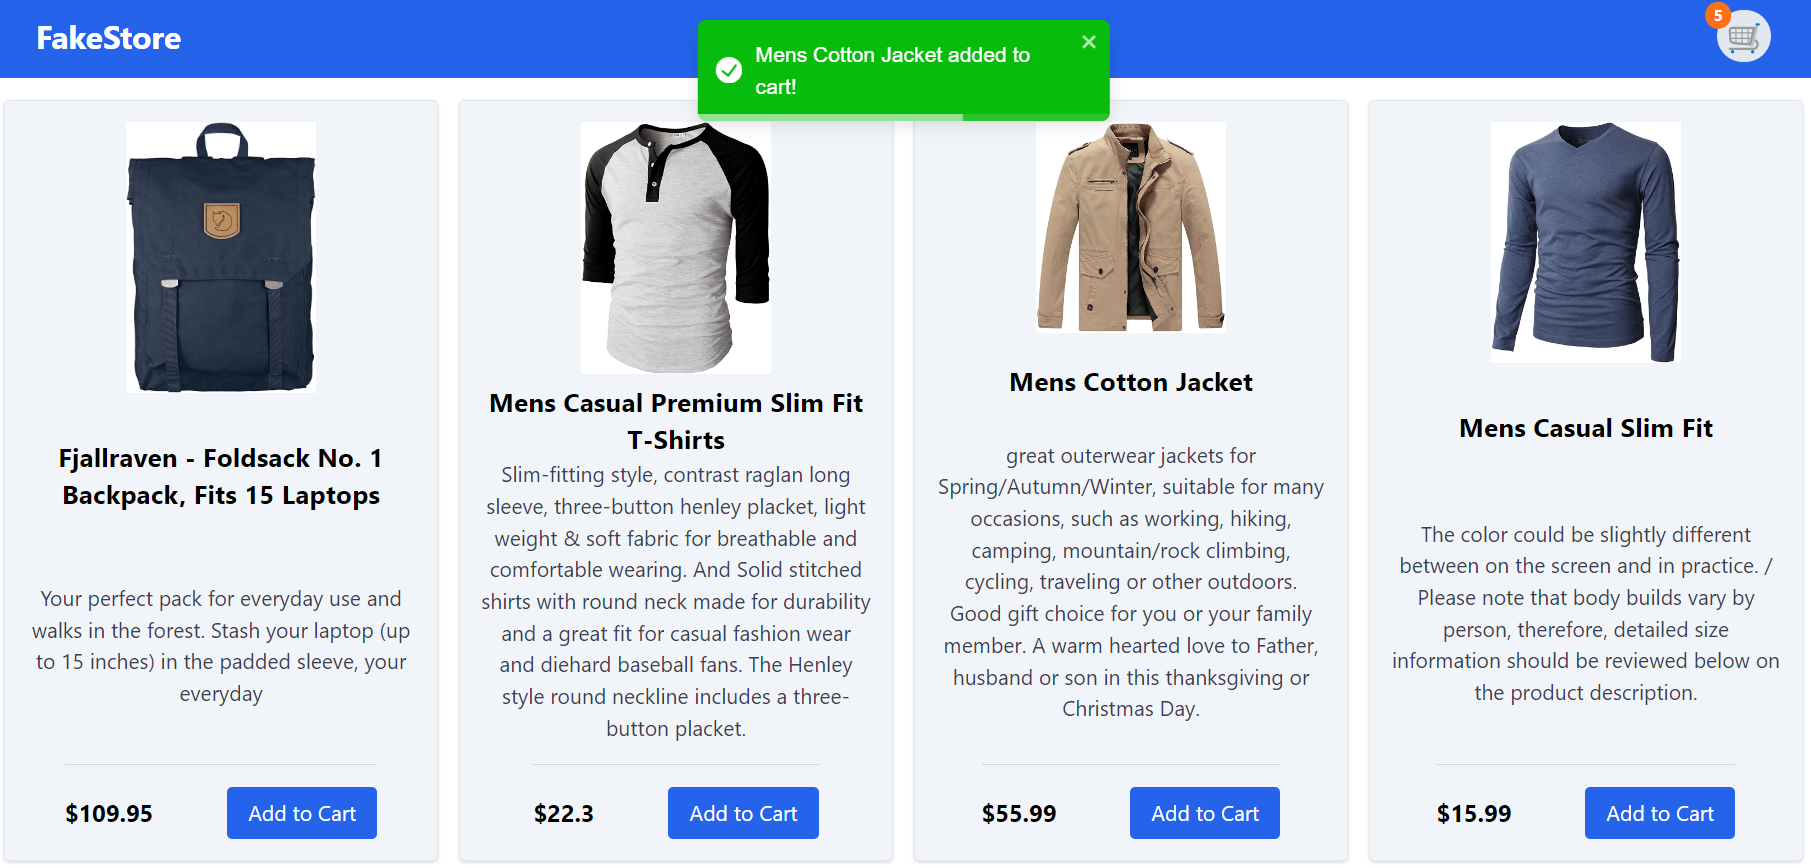 FakeStore
Mens Cotton Jacket added to
cart!
5
Fjallraven - Foldsack No. 1
Backpack, Fits 15 Laptops
Your perfect pack for everyday use and
walks in the forest. Stash your laptop (up
to 15 inches) in the padded sleeve, your
everyday
$109.95
Add to Cart
Mens Casual Premium Slim Fit
T-Shirts
Slim-fitting style, contrast raglan long
sleeve, three-button henley placket, light
weight & soft fabric for breathable and
comfortable wearing. And Solid stitched
shirts with round neck made for durability
and a great fit for casual fashion wear
and diehard baseball fans. The Henley
style round neckline includes a three-
button placket.
$22.3
Add to Cart
Mens Cotton Jacket
great outerwear jackets for
Spring/Autumn/Winter, suitable for many
occasions, such as working, hiking,
camping, mountain/rock climbing,
cycling, traveling or other outdoors.
Good gift choice for you or your family
member. A warm hearted love to Father,
husband or son in this thanksgiving or
Christmas Day.
$55.99
Add to Cart
Mens Casual Slim Fit
The color could be slightly different
between on the screen and in practice. /
Please note that body builds vary by
person, therefore, detailed size
information should be reviewed below on
the product description.
$15.99
Add to Cart